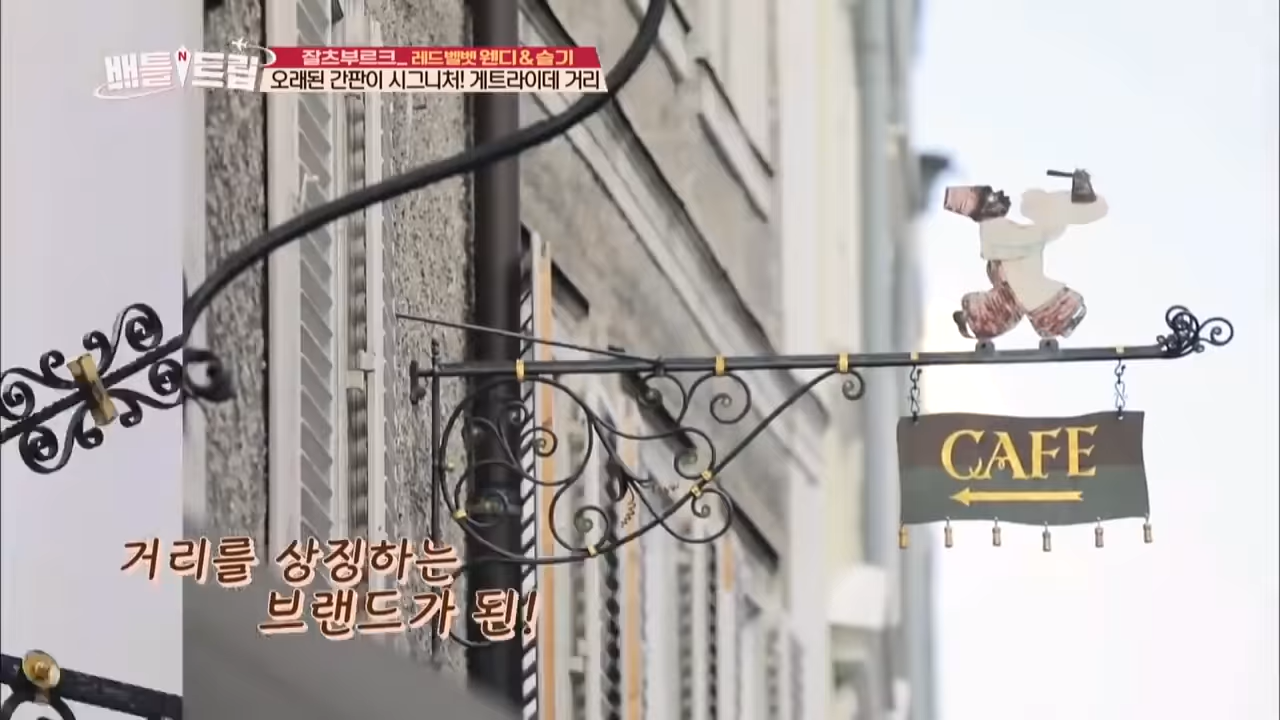 배틀트립
잘츠부르크_ 레드벨벳 웬디&슬기
오래된 간판이 시그니처! 게트라이데 거리
CAFE
거리를 상징하는
브랜드가 된!